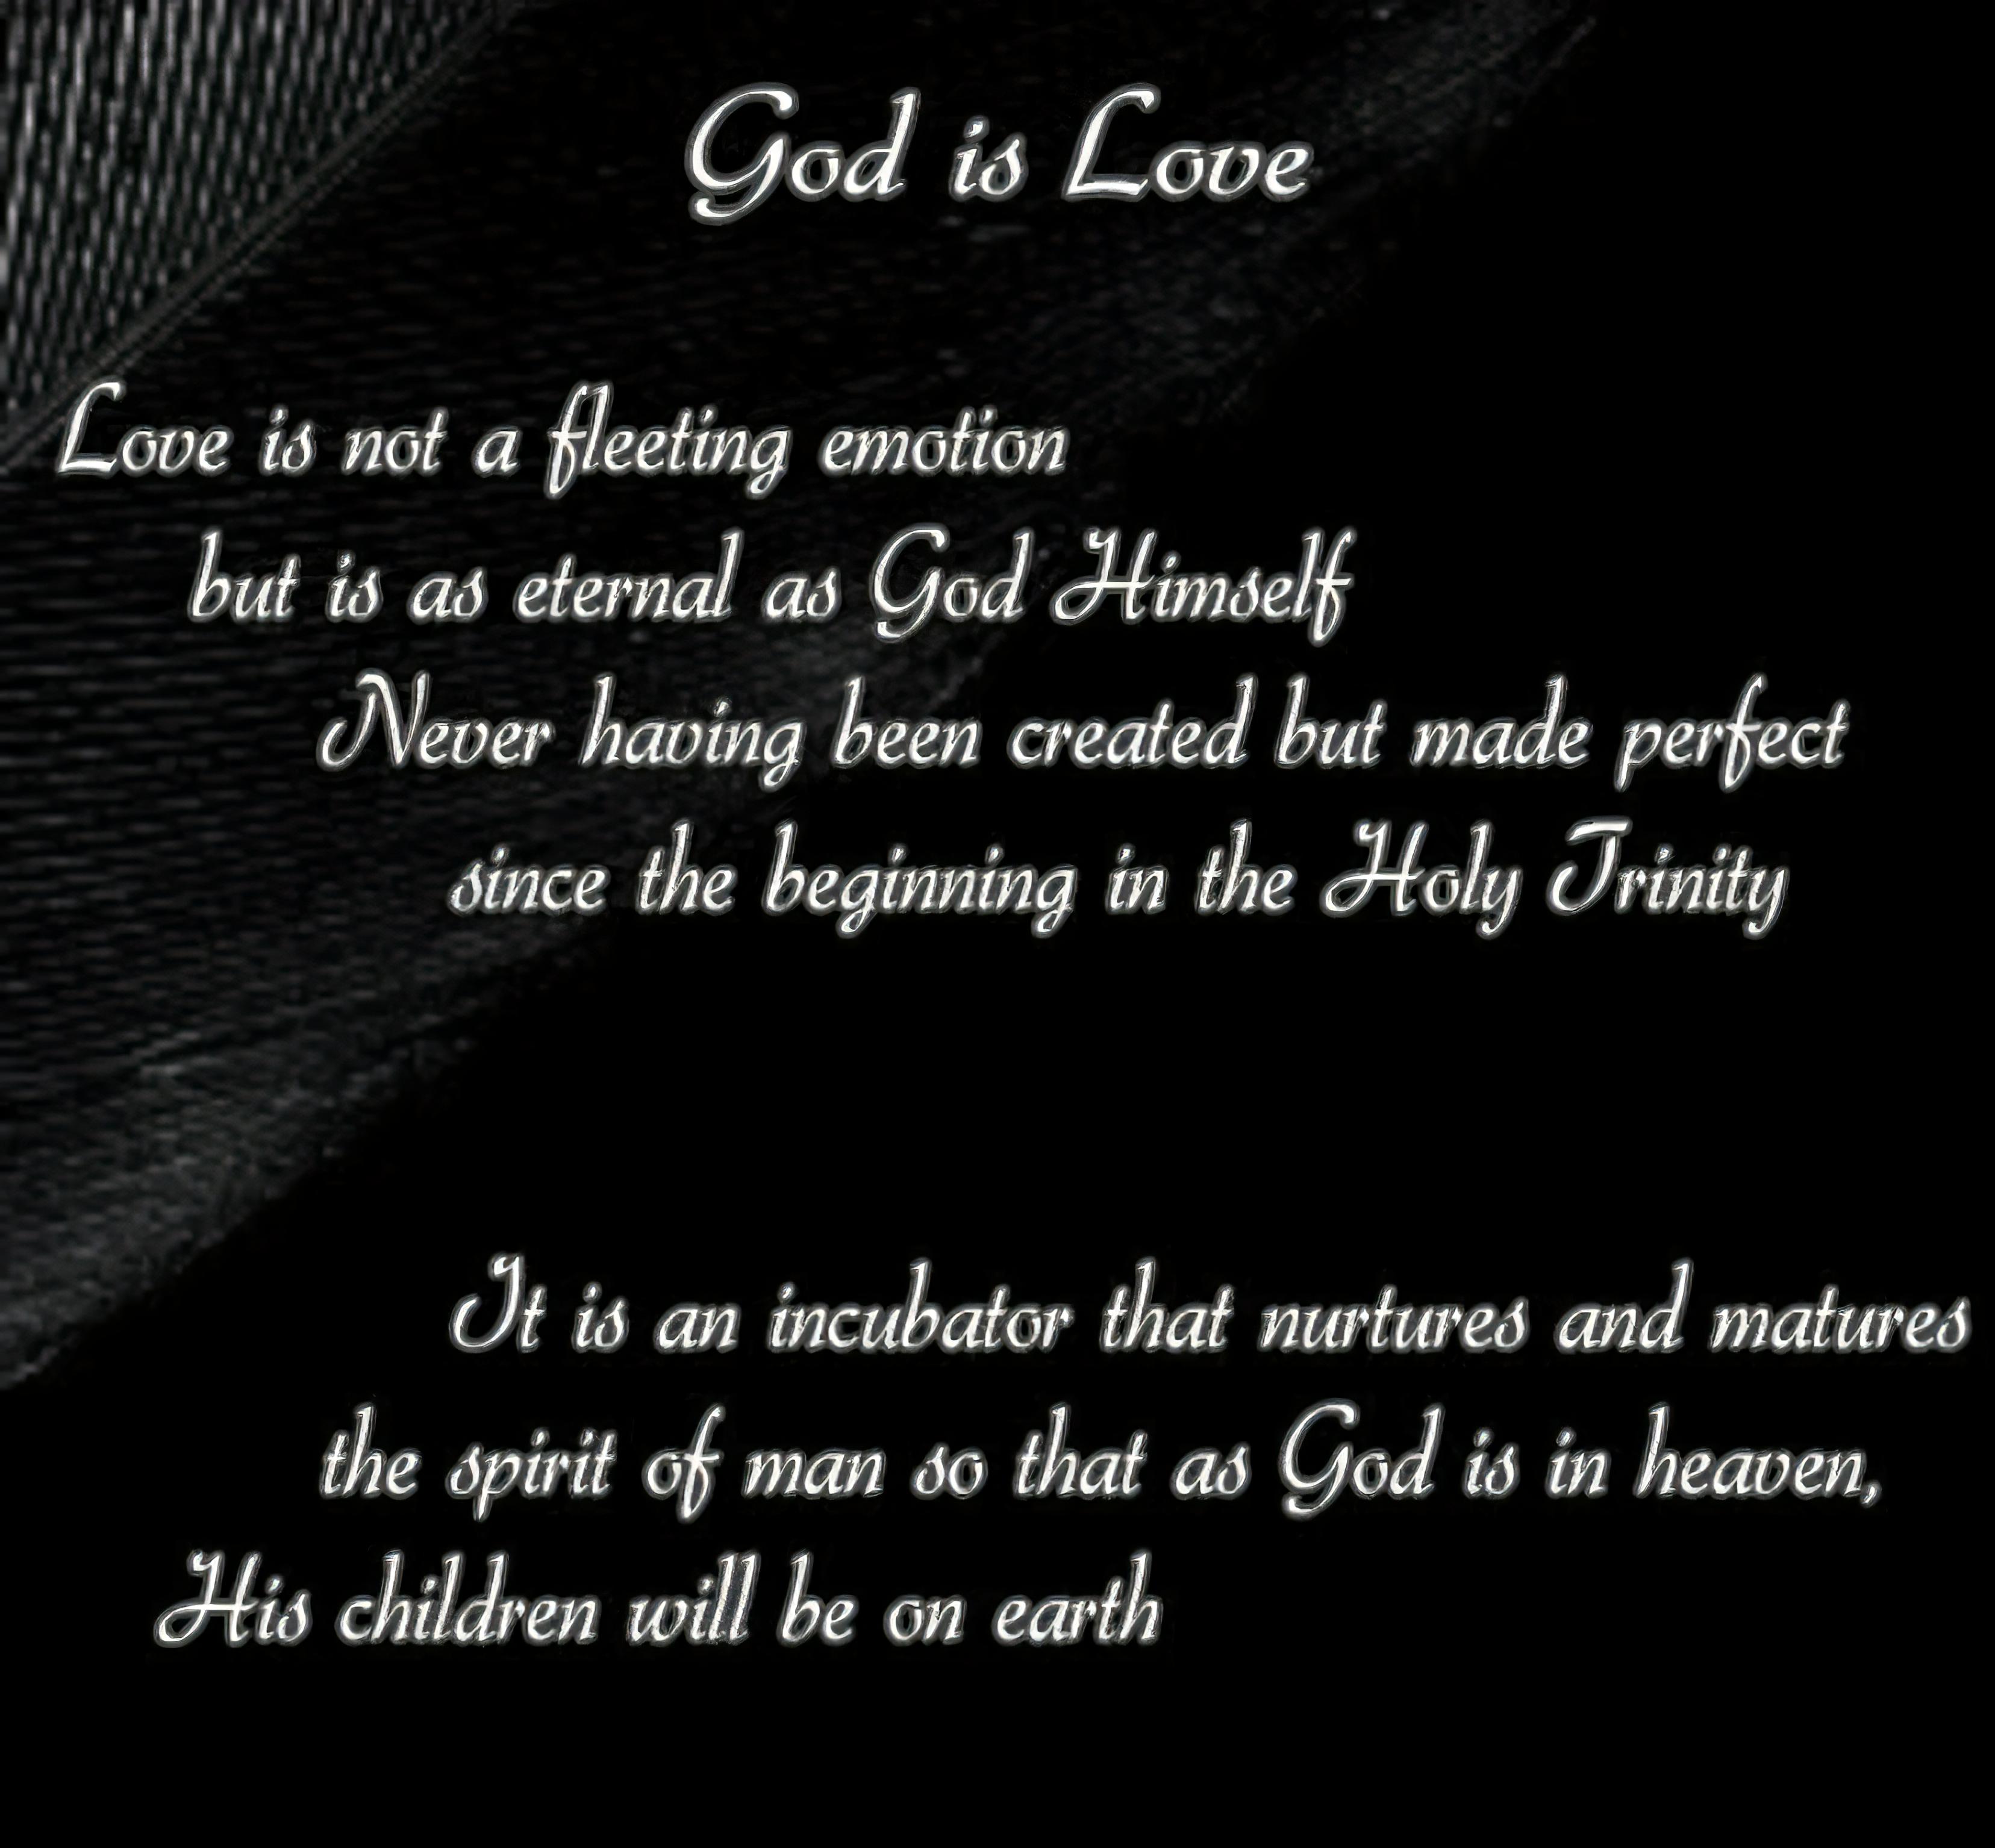 God is Love
Love is not a fleeting emotion
but is as eternal as God Himself
Never having been created but made perfect
since the beginning in the Holy Trinity
It is an incubator that nurtures and matures
the spirit of man so that as God is in heaven,
His children will be on earth